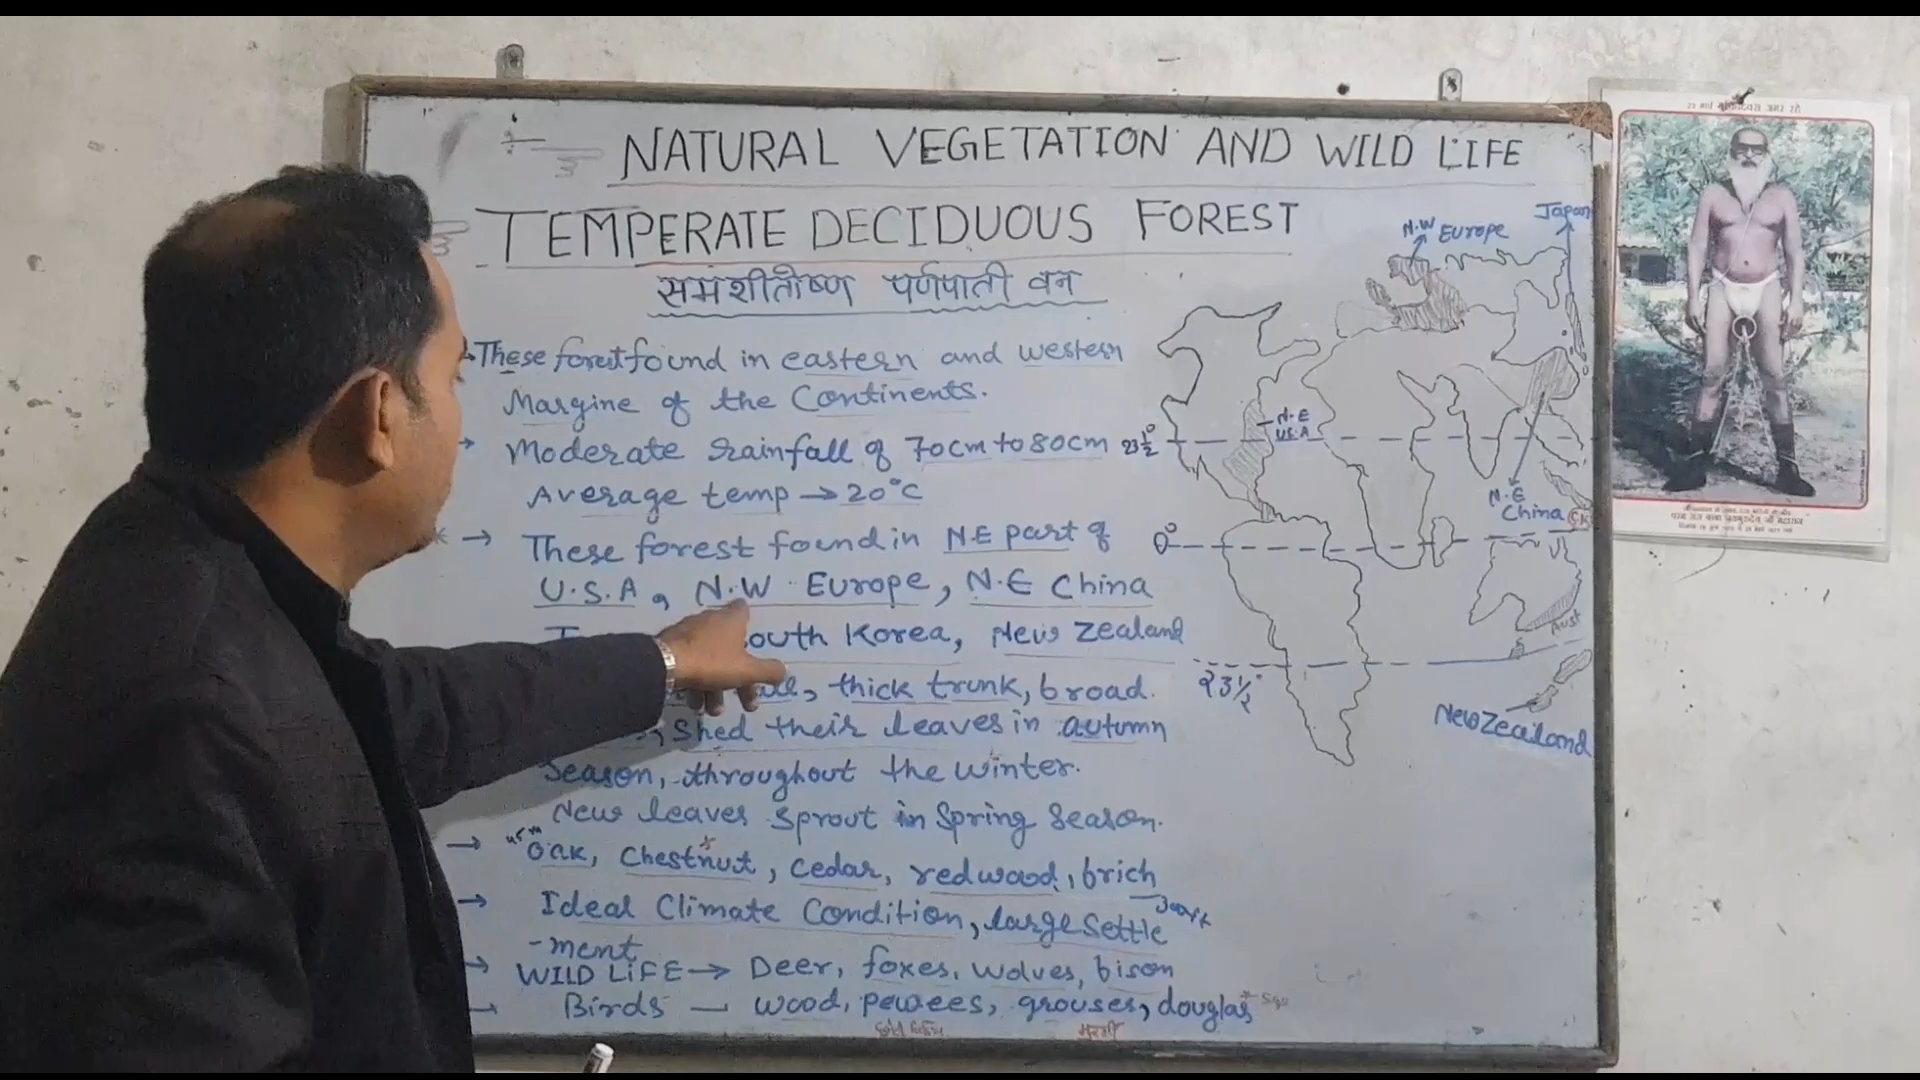 NATURAL VEGETATION AND WILD LIFE
TEMPERATE DECIDUOUS FOREST
समशीतोष्ण पर्णपाती वन
These forest found in eastern and western
Margine of the Continents.
Moderate rainfall of 70cm to 80cm
Average temp → 20°C
→ These forest found in NE part of
U.S.A, N.W Europe, N.E China
South Korea, New Zealand
thick trunk, broad.
Shed their leaves in autumn
Season, throughout the winter.
New leaves sprout in Spring Season.
→ Oak, Chestnut, Cedar, redwood, brich
→ Ideal Climate Condition, large Settle
-ment
→ WILD LIFE → Deer, foxes, wolves, bison
Birds — wood, pewees, grouses, douglas
N.W Europe
Japan
N.E
U.S.A
23½°
N.E
China
0°
Aust
23½°
New Zealand